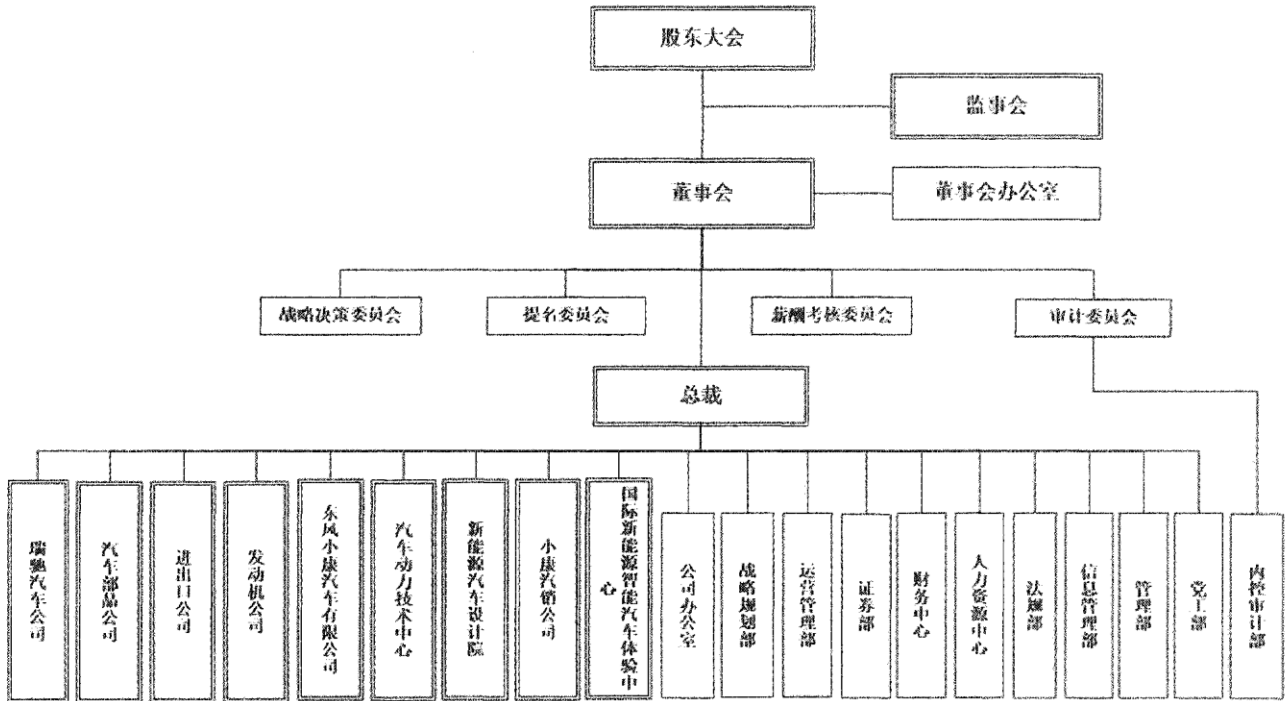 股东大会
监事会
董事会
董事会办公室
战略决策委员会
提名委员会
薪酬考核委员会
审计委员会
总裁
瑞驰汽车公司
汽车部品公司
进出口公司
发动机公司
东风小康汽车有限公司
汽车动力技术中心
新能源汽车设计院
小康汽销公司
国际新能源智能汽车体验中心
公司办公室
战略规划部
运营管理部
证券部
财务中心
人力资源中心
法规部
信息管理部
管理部
党工部
内控审计部